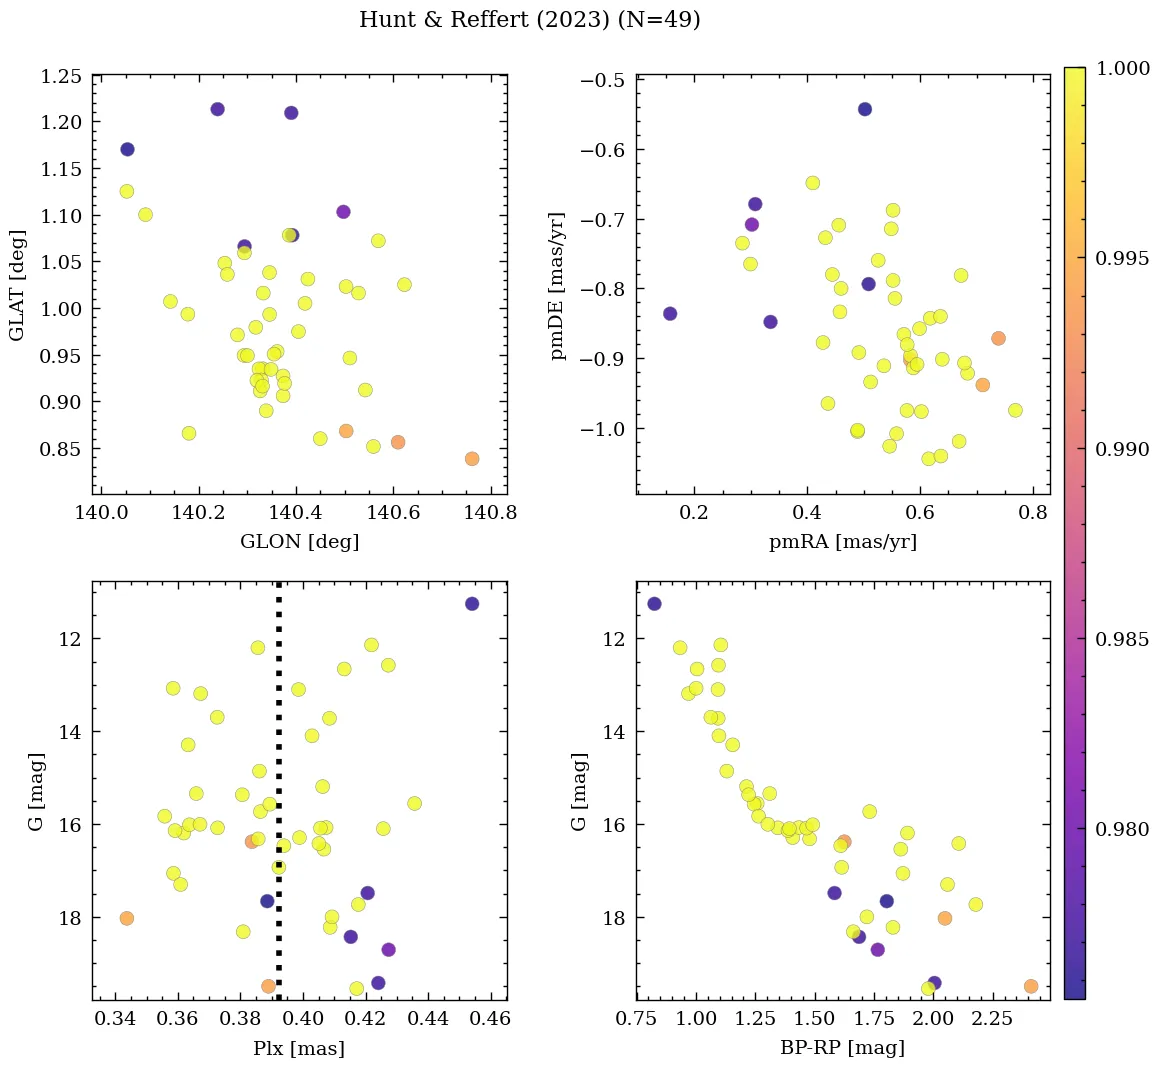 Hunt & Reffert (2023) (N=49)
1.25
1.20
1.15
1.10
1.05
1.00
0.95
0.90
0.85
GLAT [deg]
140.0 140.2 140.4 140.6 140.8
GLON [deg]
−0.5
−0.6
−0.7
−0.8
−0.9
−1.0
pmDE [mas/yr]
0.2 0.4 0.6 0.8
pmRA [mas/yr]
1.000
0.995
0.990
0.985
0.980
12
14
16
18
G [mag]
0.34 0.36 0.38 0.40 0.42 0.44 0.46
Plx [mas]
12
14
16
18
G [mag]
0.75 1.00 1.25 1.50 1.75 2.00 2.25
BP-RP [mag]